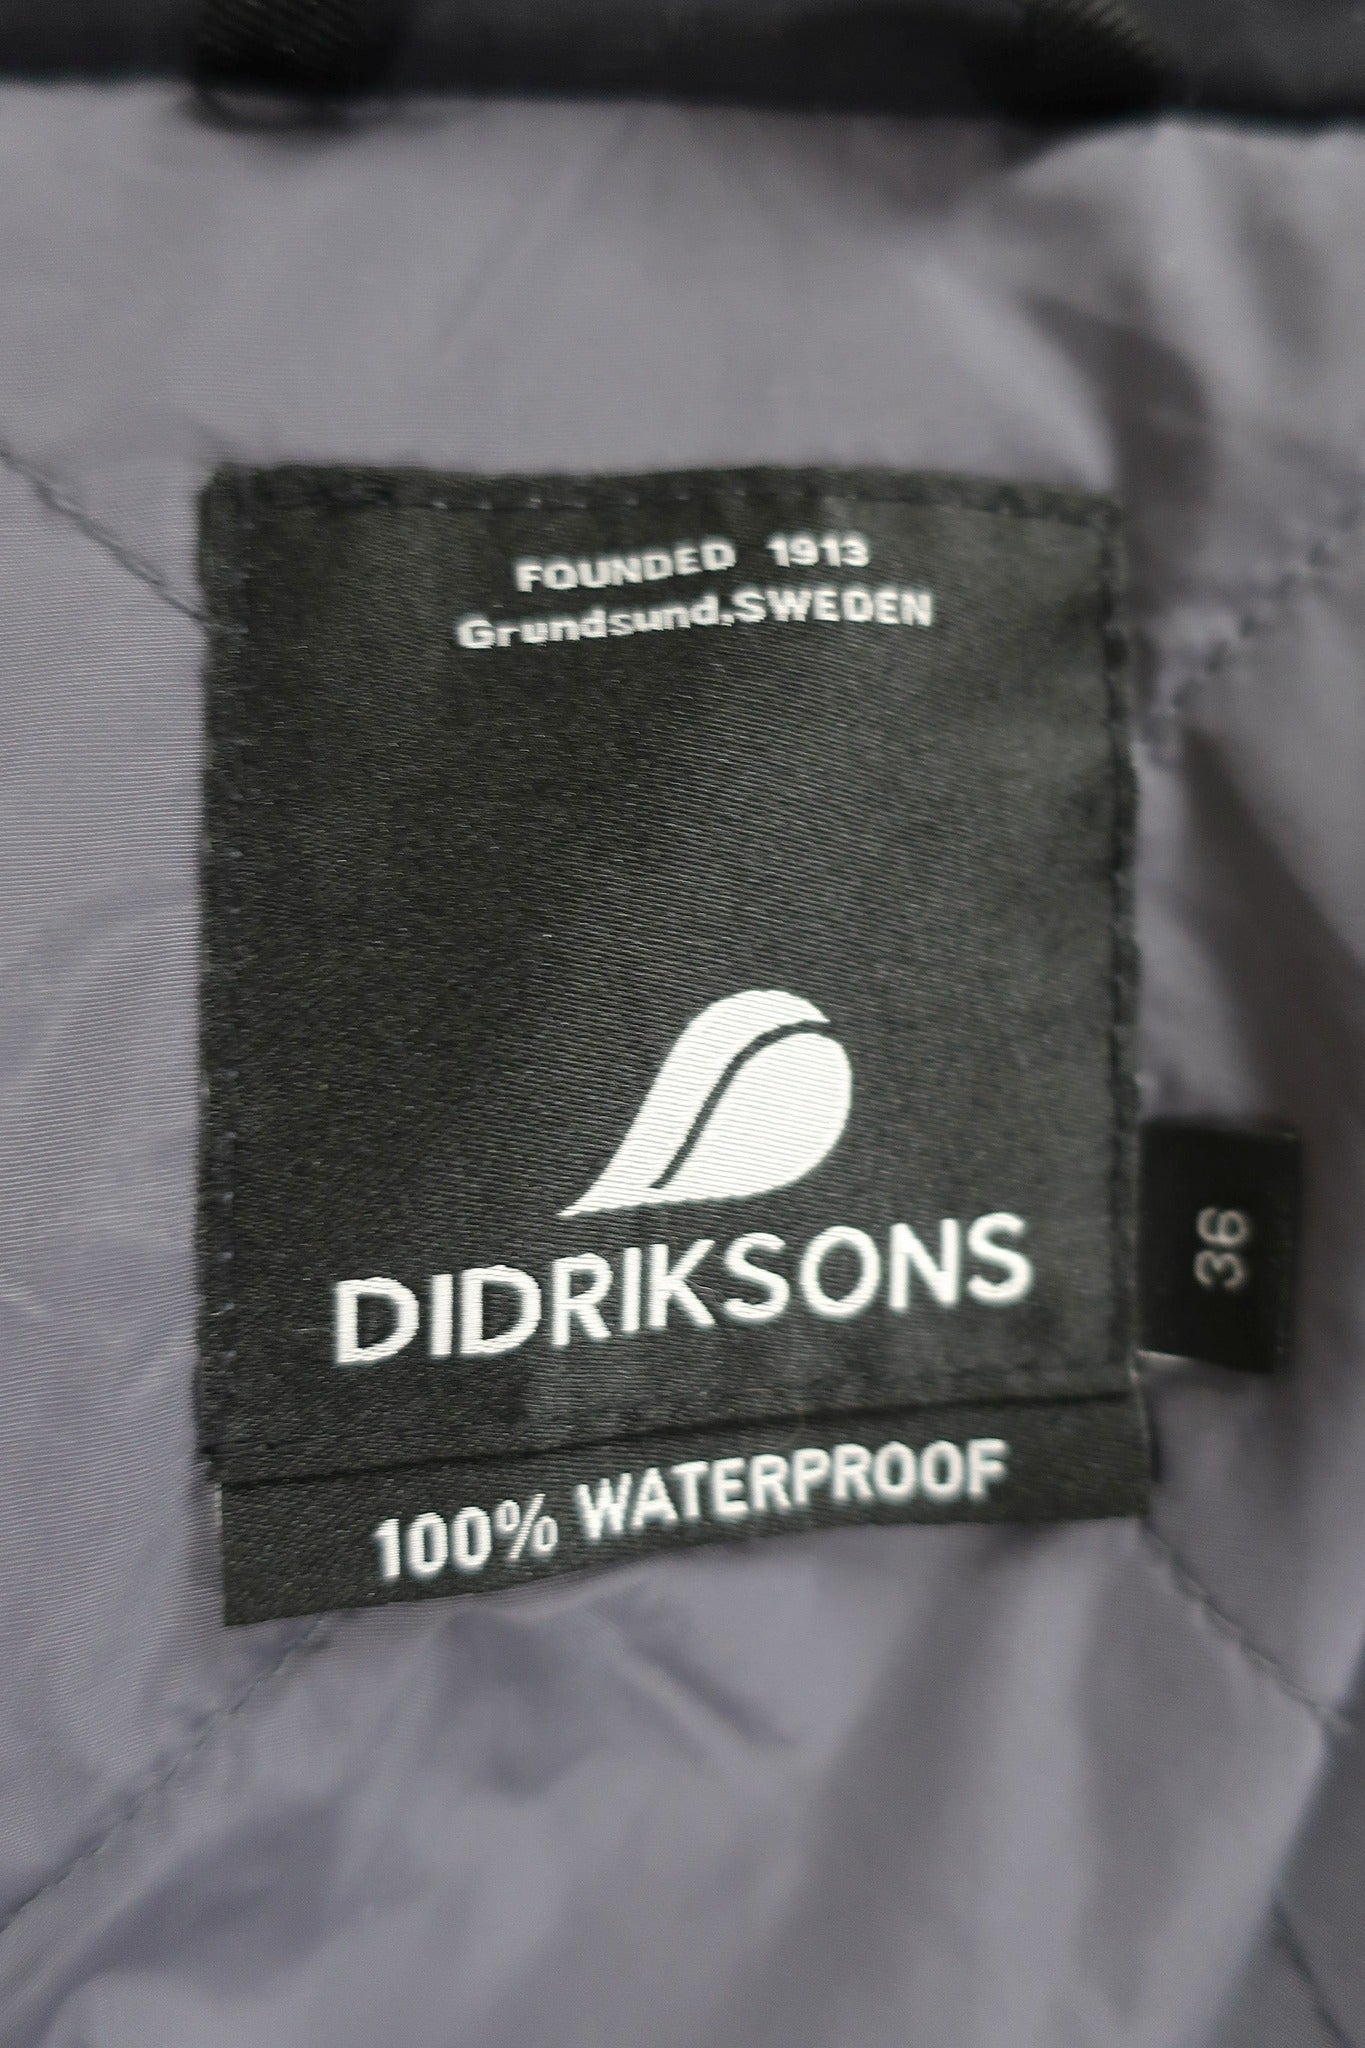 FOUNDED 1913
Grundsund,SWEDEN
DIDRIKSONS
36
100% WATERPROOF